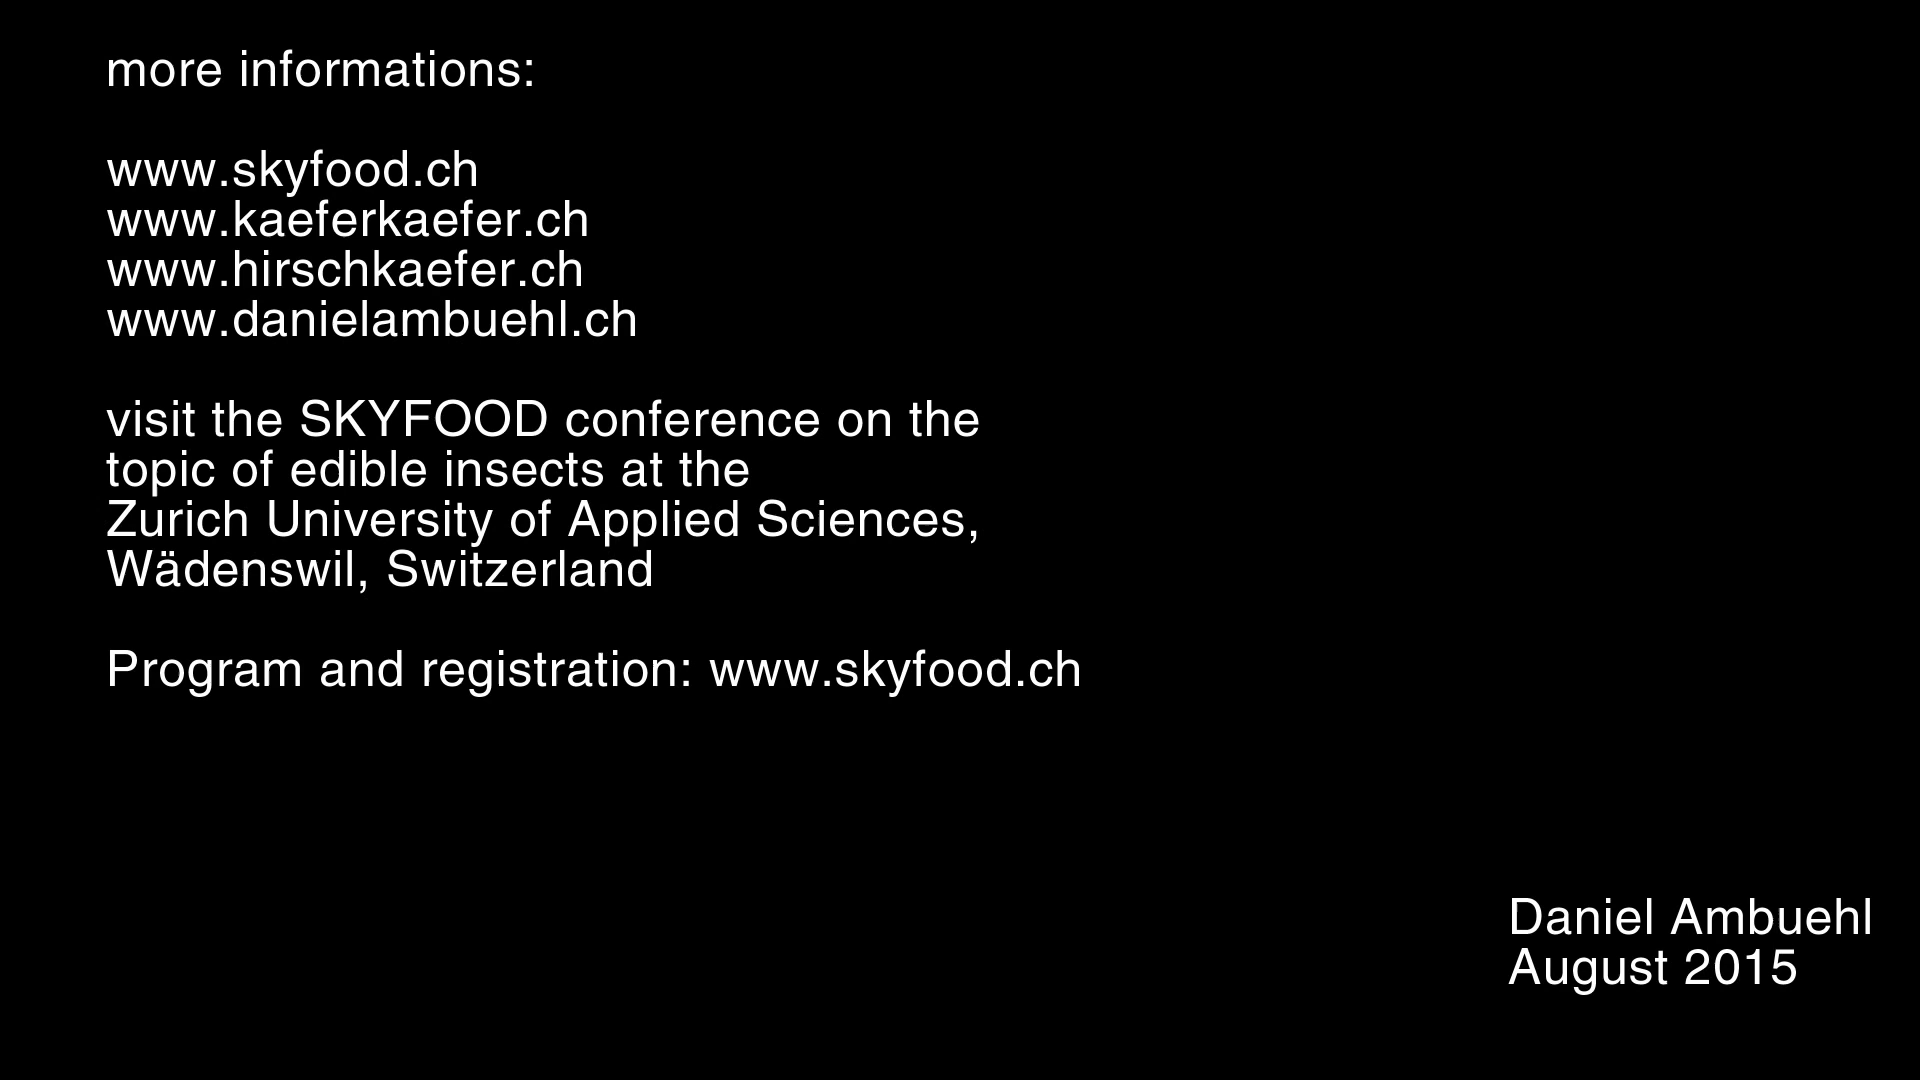 more informations:
www.skyfood.ch
www.kaeferkaefer.ch
www.hirschkaefer.ch
www.danielambuehl.ch
visit the SKYFOOD conference on the
topic of edible insects at the
Zurich University of Applied Sciences,
Wädenswil, Switzerland
Program and registration: www.skyfood.ch
Daniel Ambuehl
August 2015